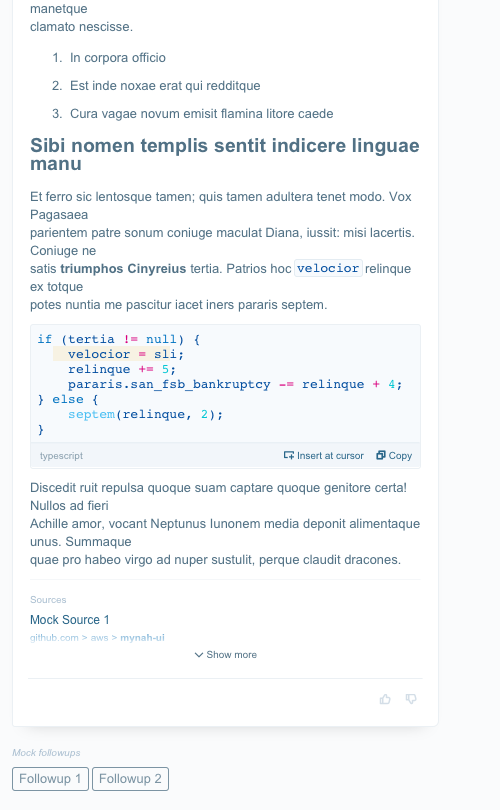 manetque
clamato nescisse.
1. In corpora officio
2. Est inde noxae erat qui redditque
3. Cura vagae novum emisit flamina litore caede
Sibi nomen templis sentit indicere linguae
manu
Et ferro sic lentosque tamen; quis tamen adultera tenet modo. Vox
Pagasaea
parientem patre sonum coniuge maculat Diana, iussit: misi lacertis.
Coniuge ne
satis triumphos Cinyreius tertia. Patrios hoc velocior relinque
ex totque
potes nuntia me pascitur iacet iners pararis septem.
if (tertia != null) {
    velocior = sli;
    relinque += 5;
    pararis.san_fsb_bankruptcy -= relinque + 4;
} else {
    septem(relinque, 2);
}
typescript Insert at cursor Copy
Discedit ruit repulsa quoque suam captare quoque genitore certa!
Nullos ad fieri
Achille amor, vocant Neptunus Iunonem media deponit alimentaque
unus. Summaque
quae pro habeo virgo ad nuper sustulit, perque claudit dracones.
Sources
Mock Source 1
github.com > aws > mynah-ui
Show more
Mock followups
Followup 1 Followup 2